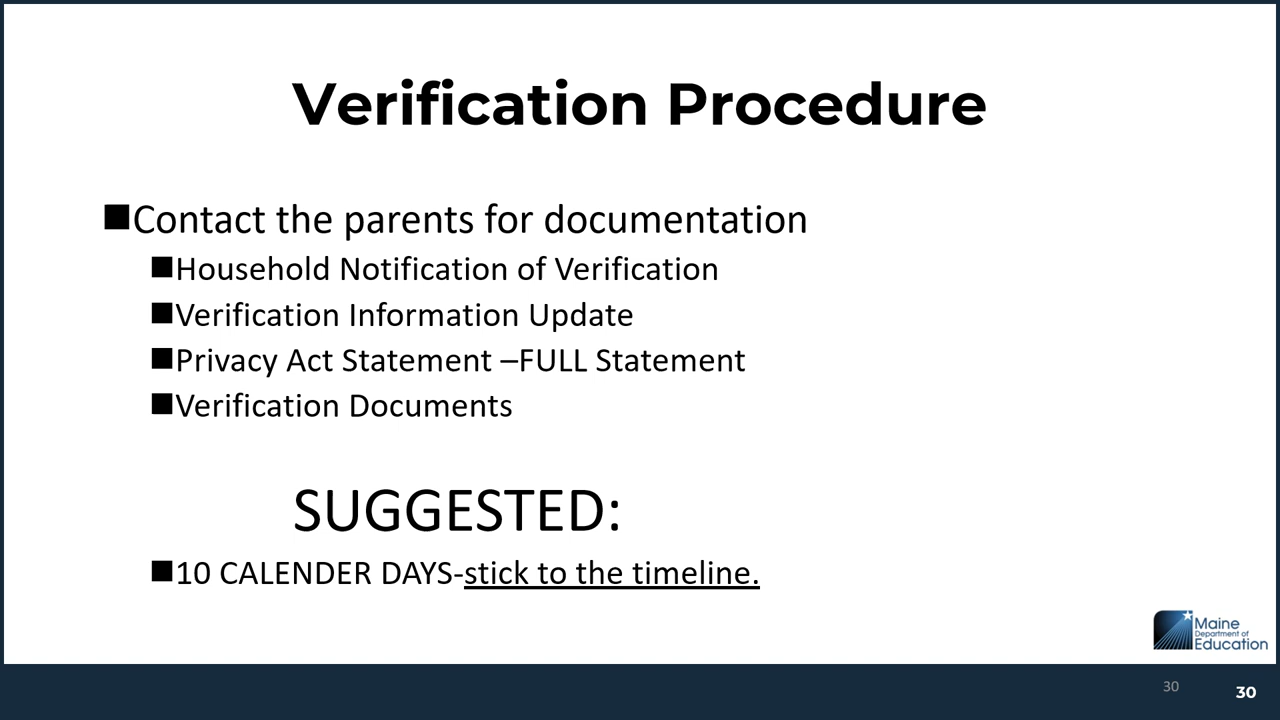 Verification Procedure
■Contact the parents for documentation
■Household Notification of Verification
■Verification Information Update
■Privacy Act Statement –FULL Statement
■Verification Documents
SUGGESTED:
■10 CALENDER DAYS-stick to the timeline.
Maine
Department of
Education
30
30